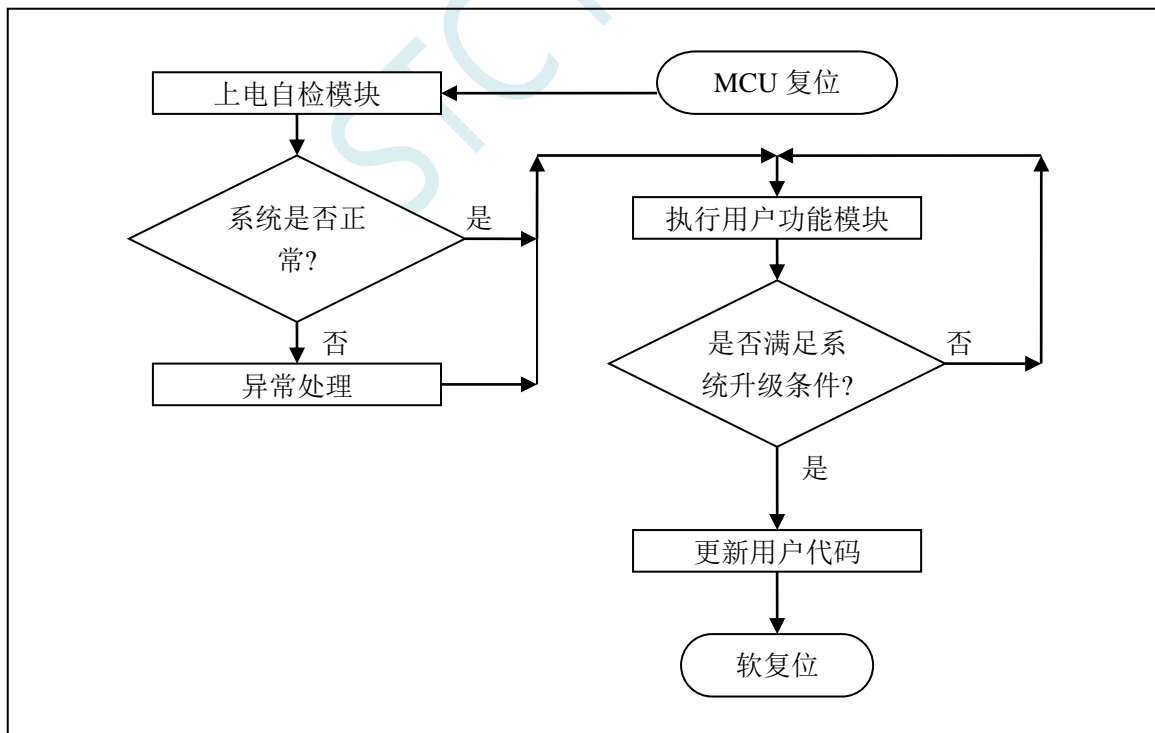 STC
MCU 复位
上电自检模块
系统是否正
常?
是
否
异常处理
执行用户功能模块
是否满足系
统升级条件?
否
是
更新用户代码
软复位